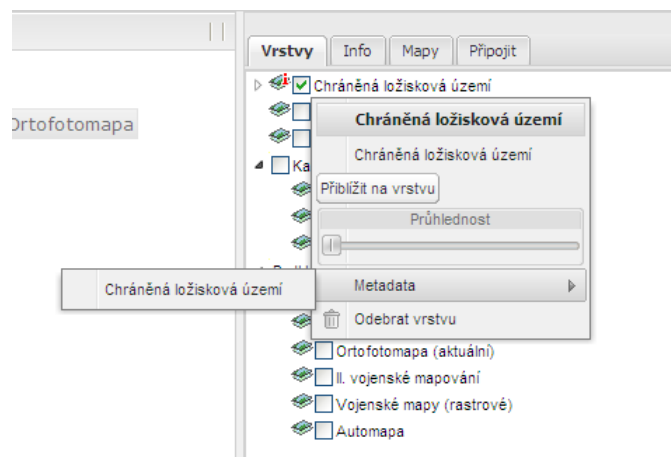 Vrstvy Info Mapy Připojit
Chráněná ložisková území
Ortofotomapa
Chráněná ložisková území
Chráněná ložisková území
Ka
Přiblížit na vrstvu
Průhlednost
Metadata
Chráněná ložisková území
Odebrat vrstvu
Ortofotomapa (aktuální)
II. vojenské mapování
Vojenské mapy (rastrové)
Automapa